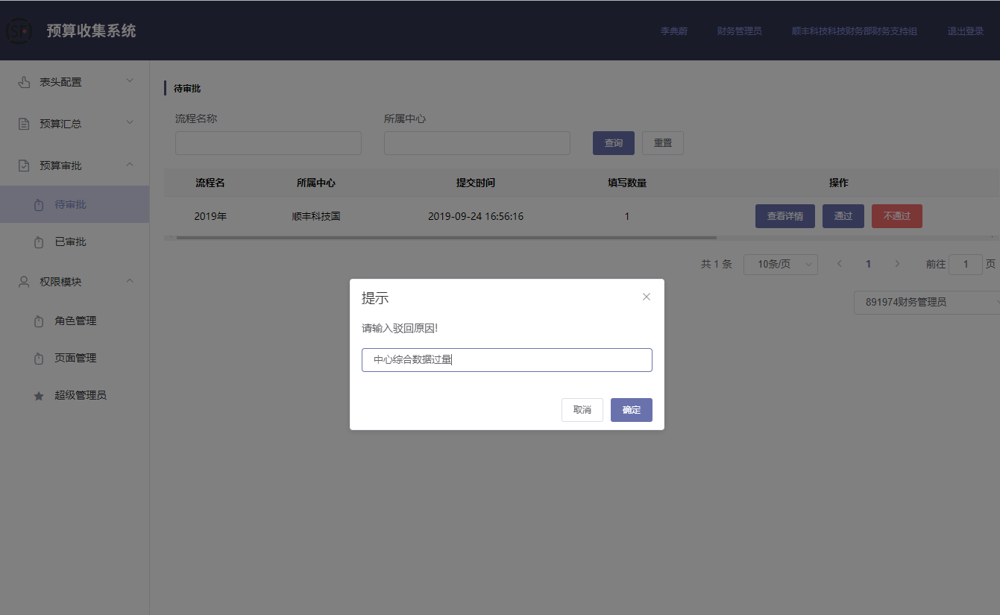 SF 预算收集系统 李典蔚 财务管理员 顺丰科技科技财务部财务支持组 退出登录
表头配置
预算汇总
预算审批
待审批
已审批
权限模块
角色管理
页面管理
超级管理员
待审批
流程名称 所属中心
查询 重置
流程名 所属中心 提交时间 填写数量 操作
2019年 顺丰科技国 2019-09-24 16:56:16 1 查看详情 通过 不通过
共 1 条 10条/页 1 前往 1 页
891974财务管理员
提示
请输入驳回原因!
中心综合数据过量
取消 确定